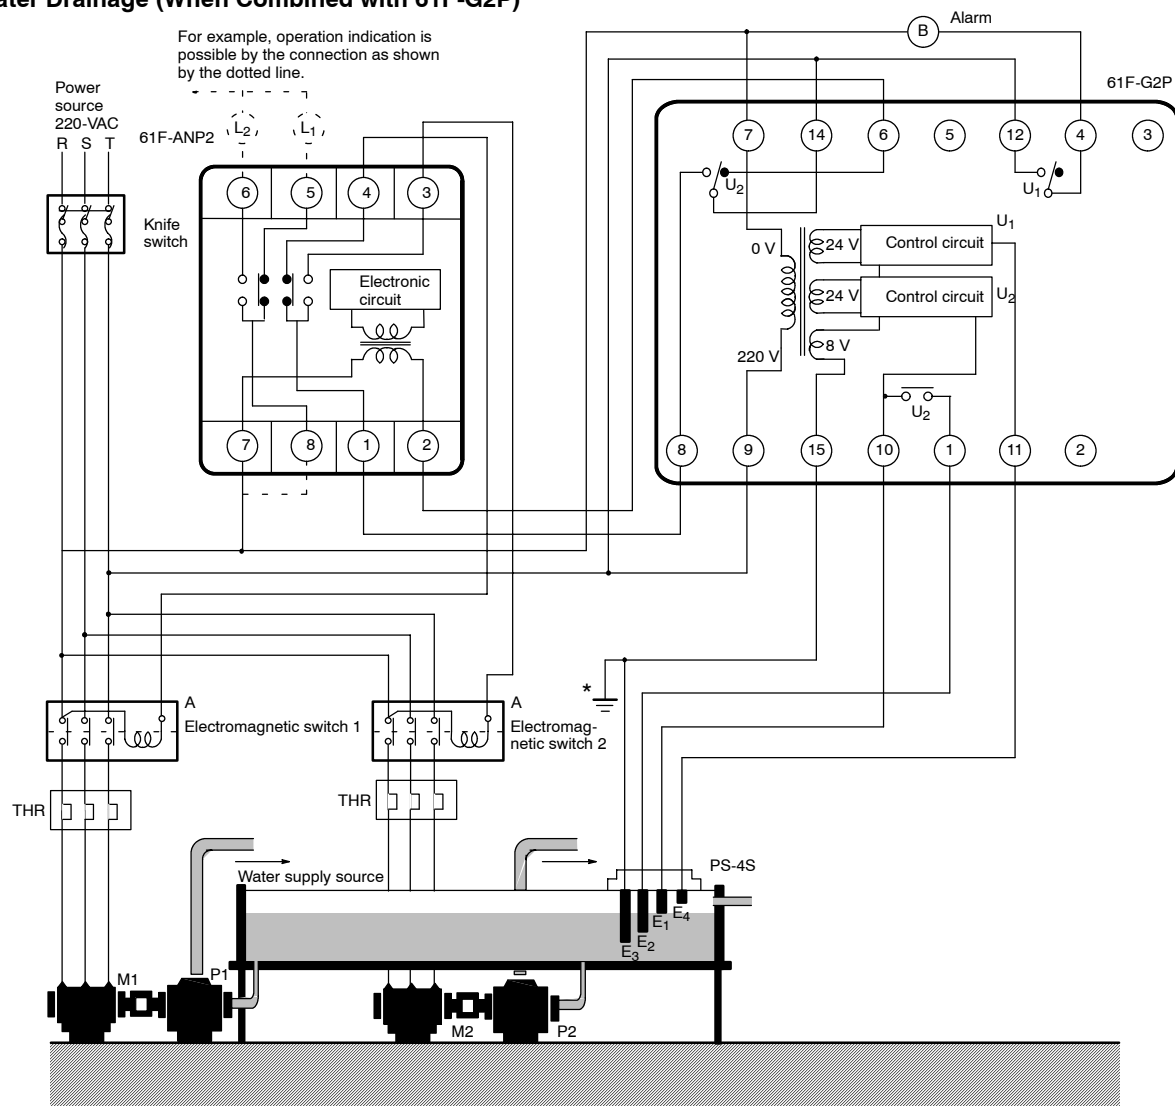 ater Drainage (When Combined with 61F-G2P)
For example, operation indication is
possible by the connection as shown
by the dotted line.
B
Alarm
Power
source
220-VAC
R S T
61F-ANP2
L2
L1
61F-G2P
6
5
4
3
7
14
6
5
12
4
3
U2
U1
Knife
switch
Electronic
circuit
0 V
220 V
24 V
Control circuit
U1
24 V
Control circuit
U2
8 V
U2
7
8
1
2
8
9
15
10
1
11
2
*
A
Electromagnetic switch 1
A
Electromag-
netic switch 2
THR
THR
Water supply source
PS-4S
E4
E1
E2
E3
M1
P1
M2
P2